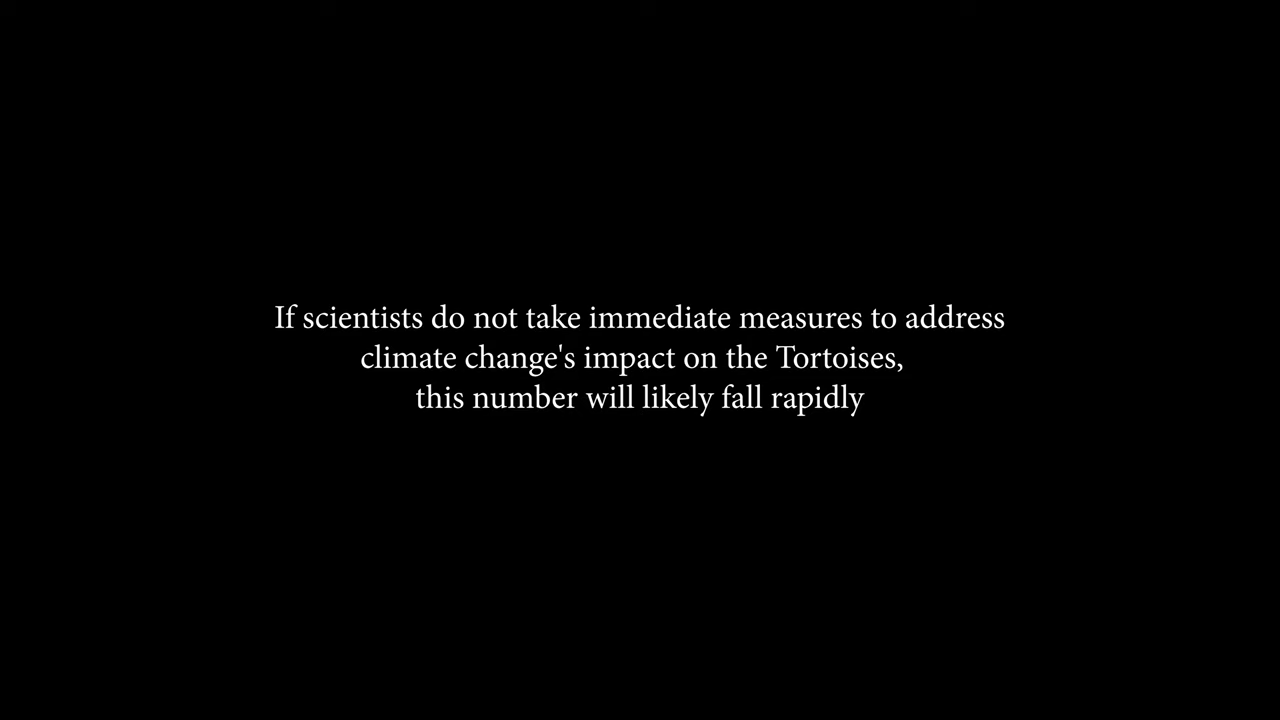 If scientists do not take immediate measures to address
climate change's impact on the Tortoises,
this number will likely fall rapidly